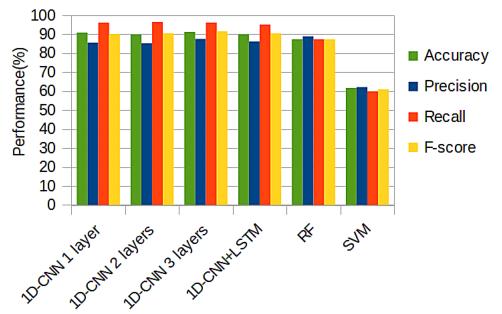 Performance(%)
100
90
80
70
60
50
40
30
20
10
0
1D-CNN 1 layer
1D-CNN 2 layers
1D-CNN 3 layers
1D-CNN+LSTM
RF
SVM
Accuracy
Precision
Recall
F-score